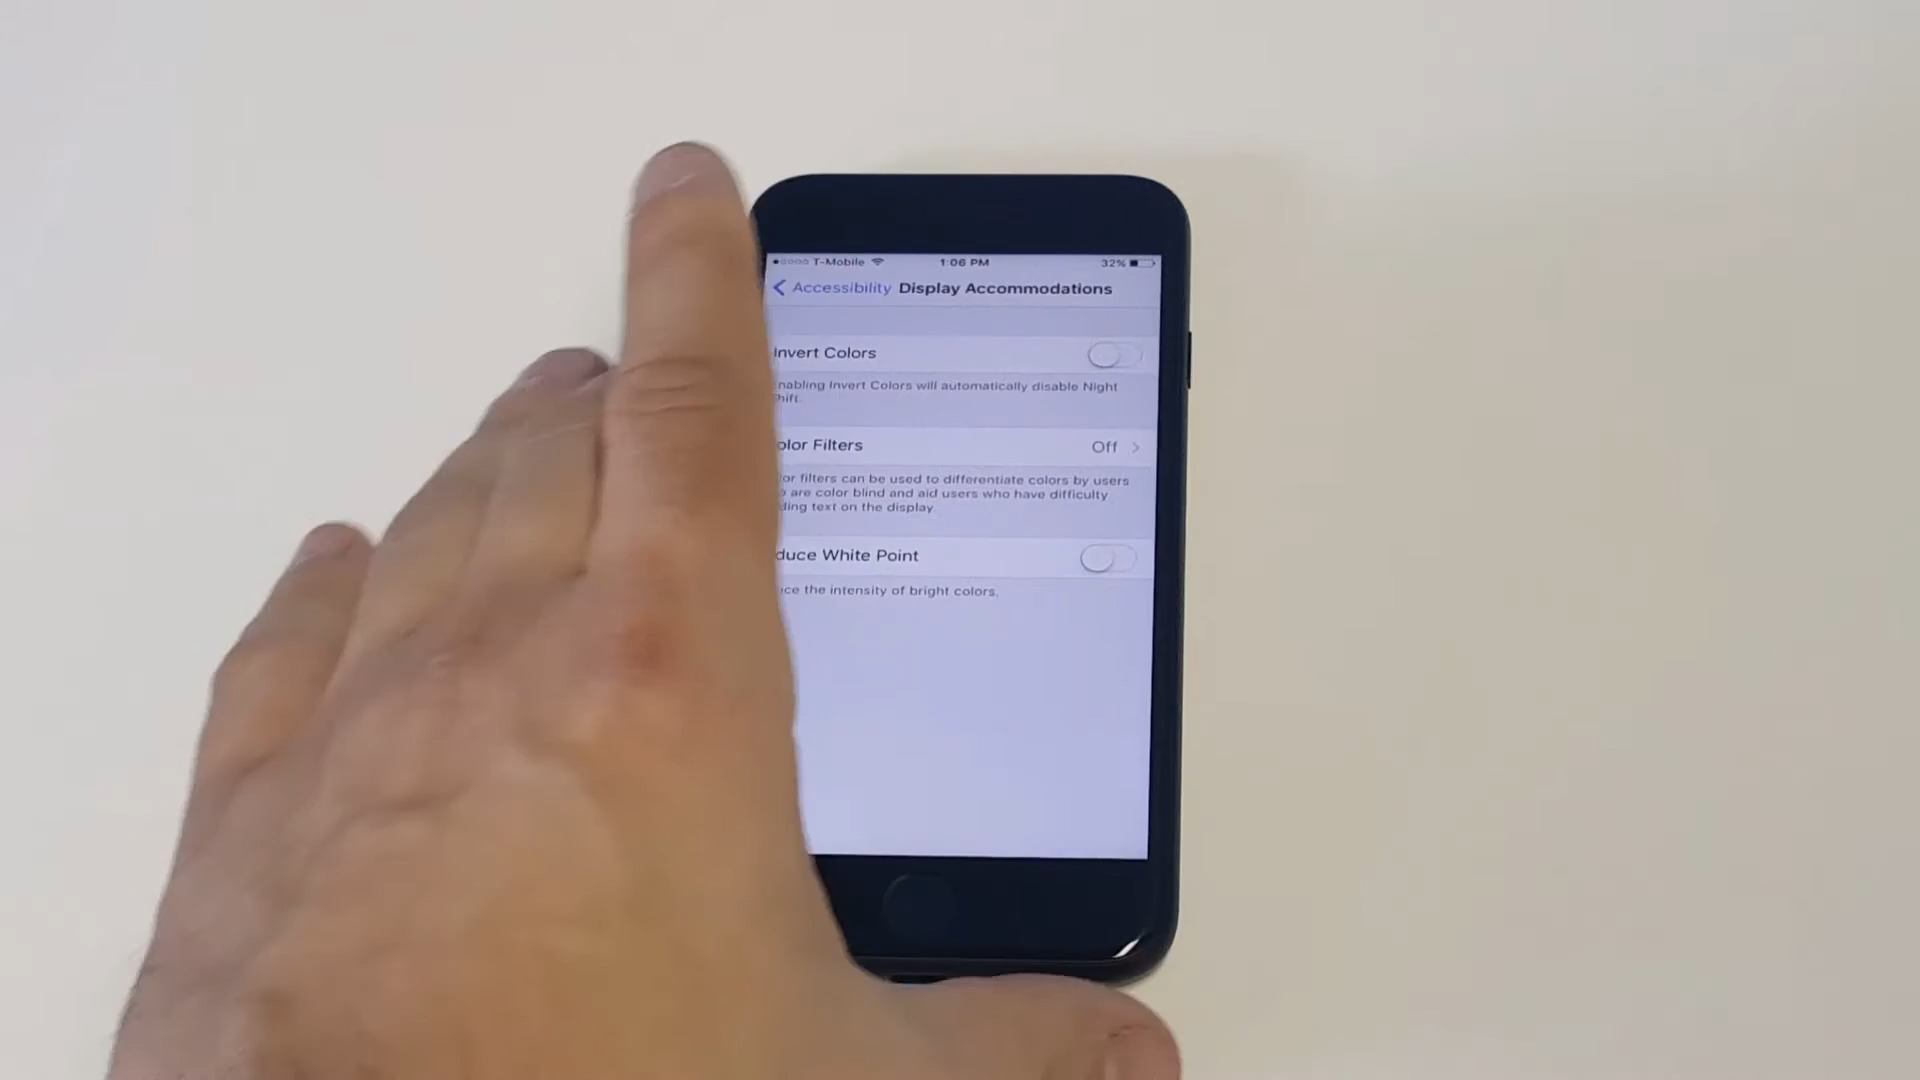 T-Mobile 1:06 PM 32%
Accessibility Display Accommodations
Invert Colors
nabling Invert Colors will automatically disable Night
hift.
olor Filters Off
or filters can be used to differentiate colors by users
are color blind and aid users who have difficulty
ding text on the display.
duce White Point
ce the intensity of bright colors.